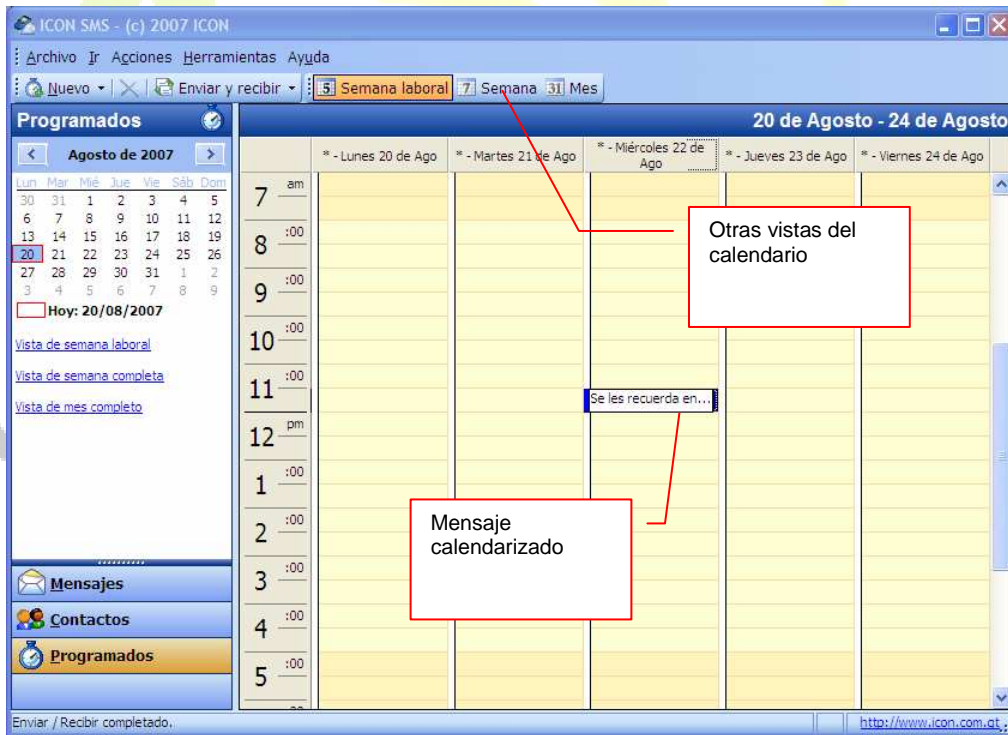 ICON SMS - (c) 2007 ICON
Archivo Ir Acciones Herramientas Ayuda
Nuevo Enviar y recibir 5 Semana laboral 7 Semana 31 Mes
Programados
20 de Agosto - 24 de Agosto
Agosto de 2007
Lun Mar Mié Jue Vie Sáb Dom
30 31 1 2 3 4 5
6 7 8 9 10 11 12
13 14 15 16 17 18 19
20 21 22 23 24 25 26
27 28 29 30 31 1 2
3 4 5 6 7 8 9
Hoy: 20/08/2007
Vista de semana laboral
Vista de semana completa
Vista de mes completo
* - Lunes 20 de Ago
* - Martes 21 de Ago
* - Miércoles 22 de
Ago
* - Jueves 23 de Ago
* - Viernes 24 de Ago
7 am
8 :00
9 :00
10 :00
11 :00
12 pm
1 :00
2 :00
3 :00
4 :00
5 :00
Se les recuerda en...
Otras vistas del
calendario
Mensaje
calendarizado
Mensajes
Contactos
Programados
Enviar / Recibir completado.
http://www.icon.com.gt